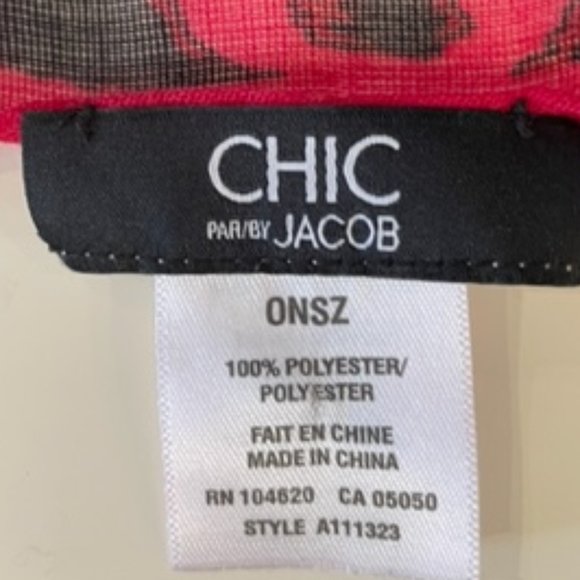 CHIC
PAR/BY JACOB
ONSZ
100% POLYESTER/
POLYESTER
FAIT EN CHINE
MADE IN CHINA
RN 104620 CA 05050
STYLE A111323